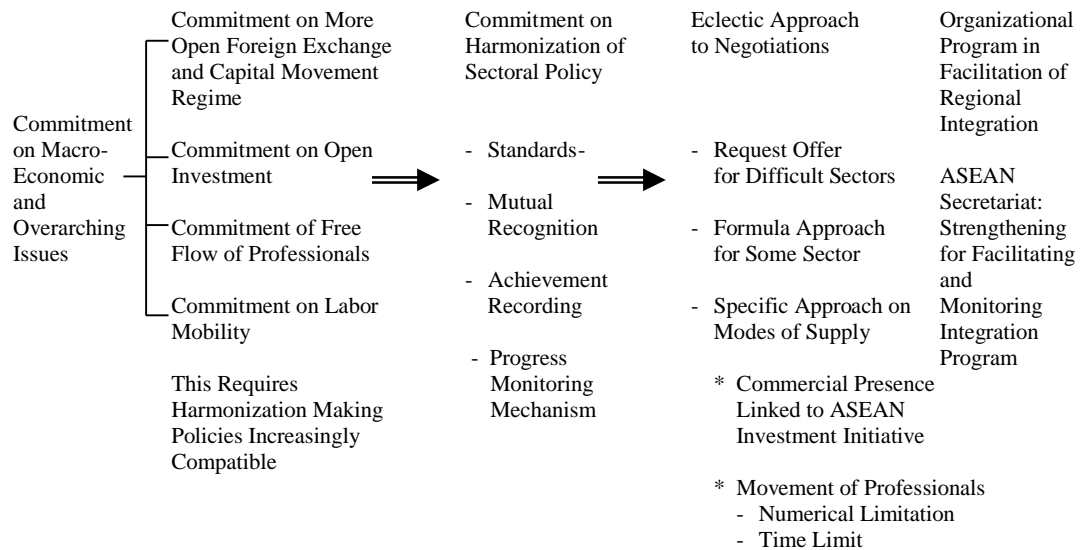 Commitment
on Macro-
Economic
and
Overarching
Issues
Commitment on More
Open Foreign Exchange
and Capital Movement
Regime
Commitment on Open
Investment
Commitment of Free
Flow of Professionals
Commitment on Labor
Mobility
This Requires
Harmonization Making
Policies Increasingly
Compatible
Commitment on
Harmonization of
Sectoral Policy
- Standards-
- Mutual
Recognition
- Achievement
Recording
- Progress
Monitoring
Mechanism
Eclectic Approach
to Negotiations
- Request Offer
for Difficult Sectors
- Formula Approach
for Some Sector
- Specific Approach on
Modes of Supply
* Commercial Presence
Linked to ASEAN
Investment Initiative
* Movement of Professionals
- Numerical Limitation
- Time Limit
Organizational
Program in
Facilitation of
Regional
Integration
ASEAN
Secretariat:
Strengthening
for Facilitating
and
Monitoring
Integration
Program